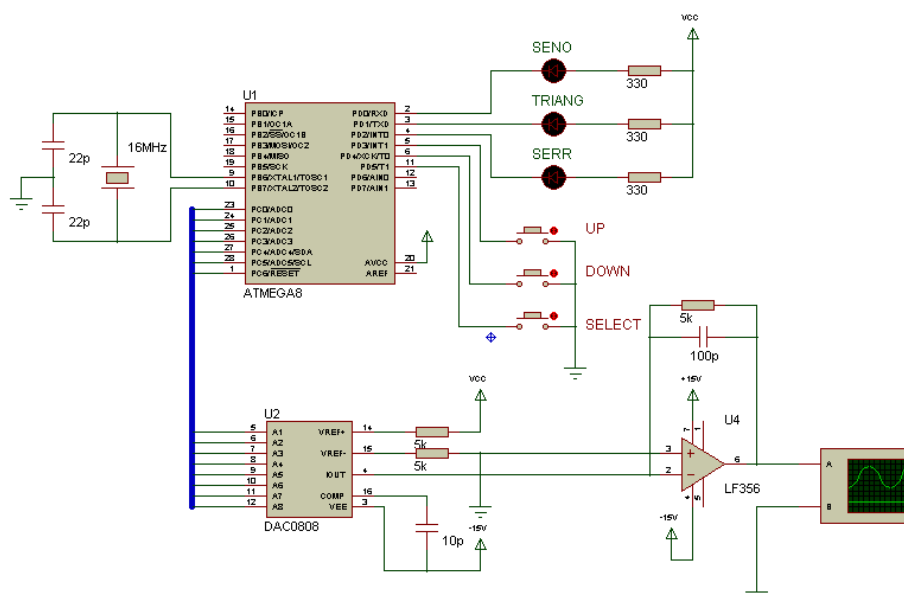 VCC
SENO
330
TRIANG
330
SERR
330
U1
14 PB0/ICP PD0/RXD 2
15 PB1/OC1A PD1/TXD 3
16 PB2/SS/OC1B PD2/INT0 4
17 PB3/MOSI/OC2 PD3/INT1 5
18 PB4/MISO PD4/XCK/T0 6
19 PB5/SCK PD5/T1 11
9 PB6/XTAL1/TOSC1 PD6/AIN0 12
10 PB7/XTAL2/TOSC2 PD7/AIN1 13
23 PC0/ADC0
24 PC1/ADC1
25 PC2/ADC2
26 PC3/ADC3
27 PC4/ADC4/SDA
28 PC5/ADC5/SCL AVCC 20
1 PC6/RESET AREF 21
ATMEGA8
22p
16MHz
22p
UP
DOWN
SELECT
5k
100p
U2
5 A1 VREF+ 14
6 A2
7 A3 VREF- 15
8 A4
9 A5 IOUT 4
10 A6
11 A7 COMP 16
12 A8 VEE 3
DAC0808
VCC
5k
5k
10p
-15V
+15V
U4
7 1
3 +
2 -
6
4 5
LF356
-15V
A
B